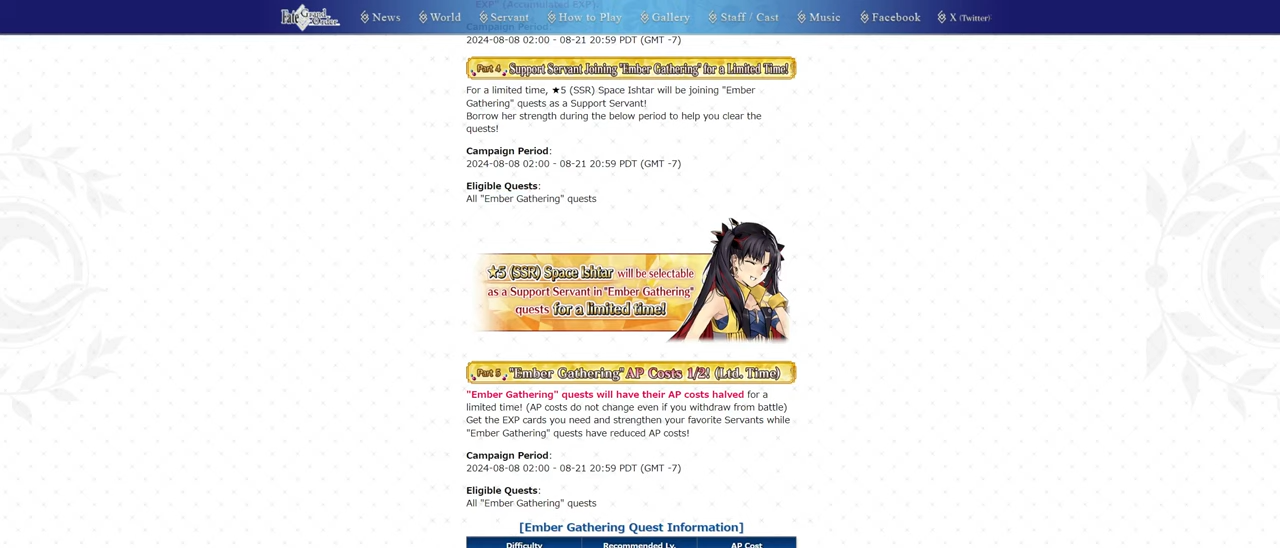 Fate Grand Order
News World Servant How to Play Gallery Staff / Cast Music Facebook X (Twitter)
EXP" (Accumulated EXP)
Campaign Period:
2024-08-08 02:00 - 08-21 20:59 PDT (GMT -7)
Part 4 Support Servant Joining "Ember Gathering" for a Limited Time!
For a limited time, ★5 (SSR) Space Ishtar will be joining "Ember
Gathering" quests as a Support Servant!
Borrow her strength during the below period to help you clear the
quests!
Campaign Period:
2024-08-08 02:00 - 08-21 20:59 PDT (GMT -7)
Eligible Quests:
All "Ember Gathering" quests
★5 (SSR) Space Ishtar will be selectable
as a Support Servant in "Ember Gathering"
quests for a limited time!
Part 5 "Ember Gathering" AP Costs 1/2! (Ltd. Time)
"Ember Gathering" quests will have their AP costs halved for a
limited time! (AP costs do not change even if you withdraw from battle)
Get the EXP cards you need and strengthen your favorite Servants while
"Ember Gathering" quests have reduced AP costs!
Campaign Period:
2024-08-08 02:00 - 08-21 20:59 PDT (GMT -7)
Eligible Quests:
All "Ember Gathering" quests
[Ember Gathering Quest Information]
Difficulty Recommended Lv. AP Cost